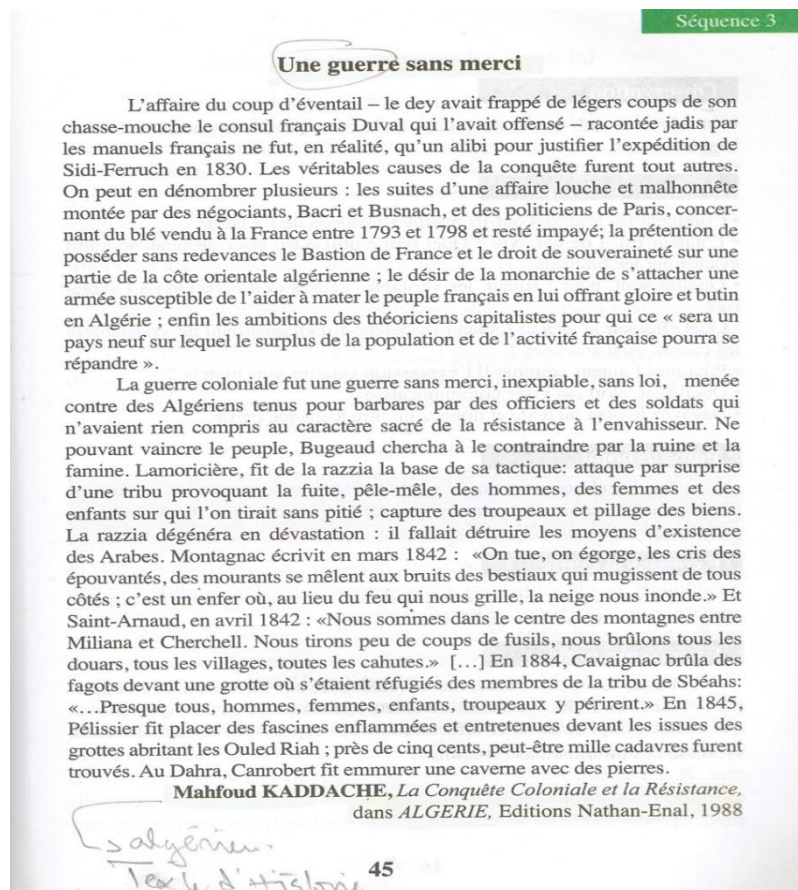 Séquence 3
Une guerre sans merci
L'affaire du coup d'éventail – le dey avait frappé de légers coups de son
chasse-mouche le consul français Duval qui l'avait offensé – racontée jadis par
les manuels français ne fut, en réalité, qu'un alibi pour justifier l'expédition de
Sidi-Ferruch en 1830. Les véritables causes de la conquête furent tout autres.
On peut en dénombrer plusieurs : les suites d'une affaire louche et malhonnête
montée par des négociants, Bacri et Busnach, et des politiciens de Paris, concer-
nant du blé vendu à la France entre 1793 et 1798 et resté impayé; la prétention de
posséder sans redevances le Bastion de France et le droit de souveraineté sur une
partie de la côte orientale algérienne ; le désir de la monarchie de s'attacher une
armée susceptible de l'aider à mater le peuple français en lui offrant gloire et butin
en Algérie ; enfin les ambitions des théoriciens capitalistes pour qui ce « sera un
pays neuf sur lequel le surplus de la population et de l'activité française pourra se
répandre ».
La guerre coloniale fut une guerre sans merci, inexpiable, sans loi, menée
contre des Algériens tenus pour barbares par des officiers et des soldats qui
n'avaient rien compris au caractère sacré de la résistance à l'envahisseur. Ne
pouvant vaincre le peuple, Bugeaud chercha à le contraindre par la ruine et la
famine. Lamoricière, fit de la razzia la base de sa tactique: attaque par surprise
d'une tribu provoquant la fuite, pêle-mêle, des hommes, des femmes et des
enfants sur qui l'on tirait sans pitié ; capture des troupeaux et pillage des biens.
La razzia dégénéra en dévastation : il fallait détruire les moyens d'existence
des Arabes. Montagnac écrivit en mars 1842 : «On tue, on égorge, les cris des
épouvantés, des mourants se mêlent aux bruits des bestiaux qui mugissent de tous
côtés ; c'est un enfer où, au lieu du feu qui nous grille, la neige nous inonde.» Et
Saint-Arnaud, en avril 1842 : «Nous sommes dans le centre des montagnes entre
Miliana et Cherchell. Nous tirons peu de coups de fusils, nous brûlons tous les
douars, tous les villages, toutes les cahutes.» […] En 1884, Cavaignac brûla des
fagots devant une grotte où s'étaient réfugiés des membres de la tribu de Sbéahs:
«…Presque tous, hommes, femmes, enfants, troupeaux y périrent.» En 1845,
Pélissier fit placer des fascines enflammées et entretenues devant les issues des
grottes abritant les Ouled Riah ; près de cinq cents, peut-être mille cadavres furent
trouvés. Au Dahra, Canrobert fit emmurer une caverne avec des pierres.
Mahfoud KADDACHE, La Conquête Coloniale et la Résistance,
dans ALGERIE, Editions Nathan-Enal, 1988
algérien.
Texte d'Histoire
45